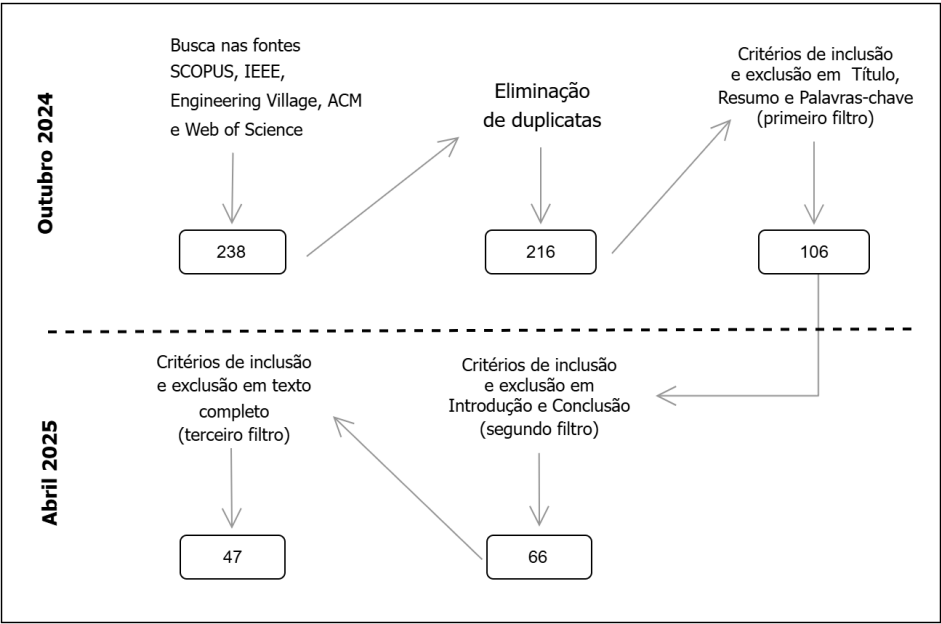 Outubro 2024
Busca nas fontes
SCOPUS, IEEE,
Engineering Village, ACM
e Web of Science
238
Eliminação
de duplicatas
216
Critérios de inclusão
e exclusão em Título,
Resumo e Palavras-chave
(primeiro filtro)
106
Abril 2025
Critérios de inclusão
e exclusão em
Introdução e Conclusão
(segundo filtro)
66
Critérios de inclusão
e exclusão em texto
completo
(terceiro filtro)
47